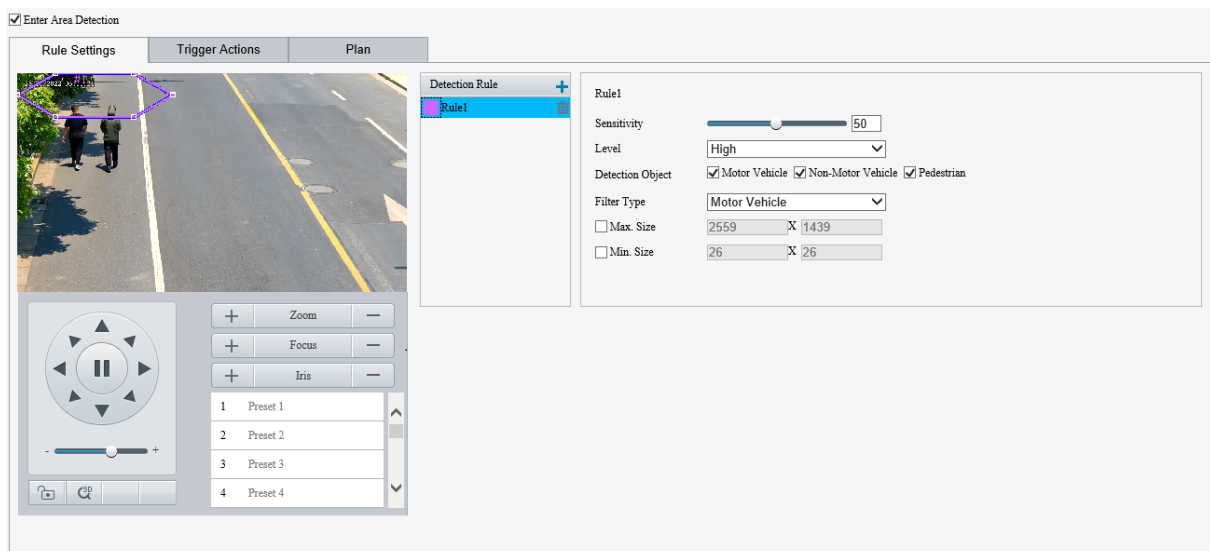 Enter Area Detection
Rule Settings Trigger Actions Plan
Detection Rule
Rule1
Rule1
Sensitivity 50
Level High
Detection Object Motor Vehicle Non-Motor Vehicle Pedestrian
Filter Type Motor Vehicle
Max. Size 2559 X 1439
Min. Size 26 X 26
+ Zoom −
+ Focus −
+ Iris −
1 Preset 1
2 Preset 2
3 Preset 3
4 Preset 4
- +
3D